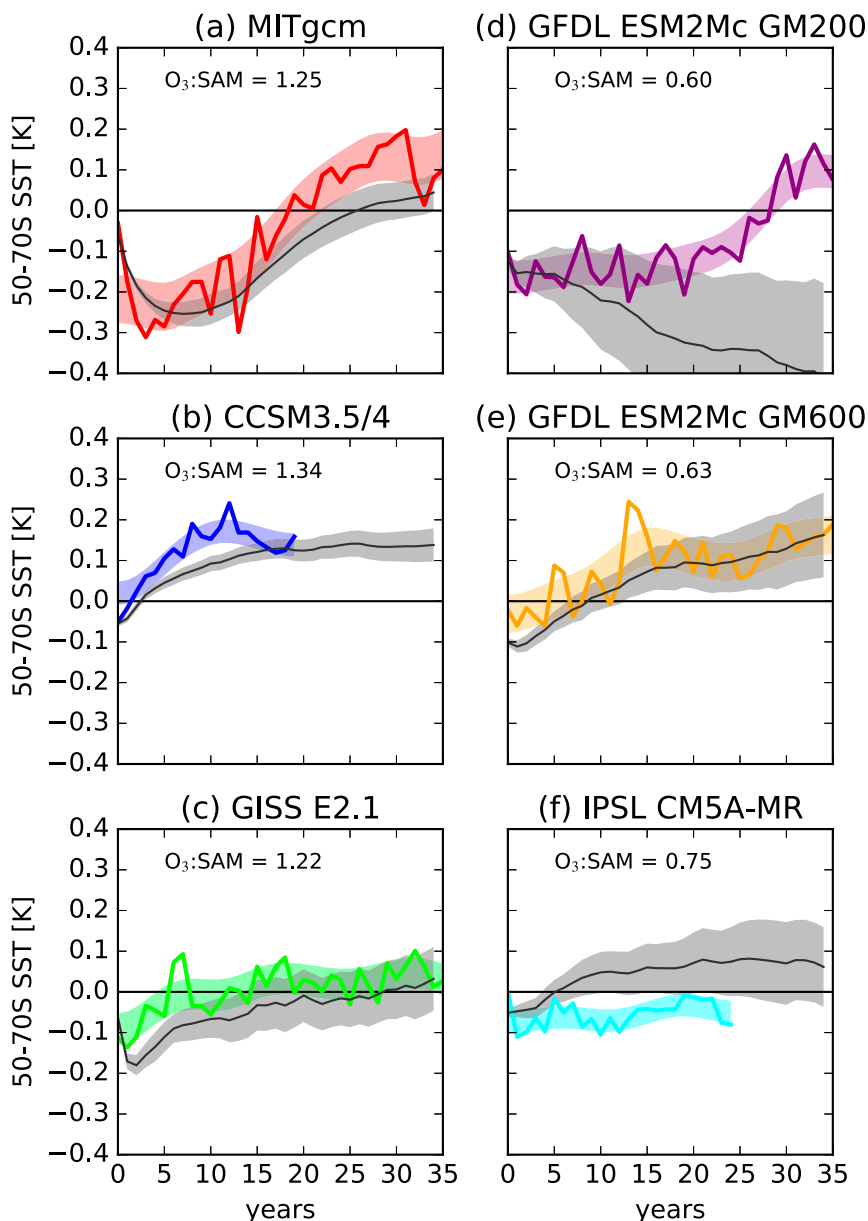 (a) MITgcm
O₃:SAM = 1.25
50-70S SST [K]
0.4
0.3
0.2
0.1
0.0
−0.1
−0.2
−0.3
−0.4
(d) GFDL ESM2Mc GM200
O₃:SAM = 0.60
(b) CCSM3.5/4
O₃:SAM = 1.34
50-70S SST [K]
0.4
0.3
0.2
0.1
0.0
−0.1
−0.2
−0.3
−0.4
(e) GFDL ESM2Mc GM600
O₃:SAM = 0.63
(c) GISS E2.1
O₃:SAM = 1.22
50-70S SST [K]
0.4
0.3
0.2
0.1
0.0
−0.1
−0.2
−0.3
−0.4
0 5 10 15 20 25 30 35
years
(f) IPSL CM5A-MR
O₃:SAM = 0.75
0 5 10 15 20 25 30 35
years